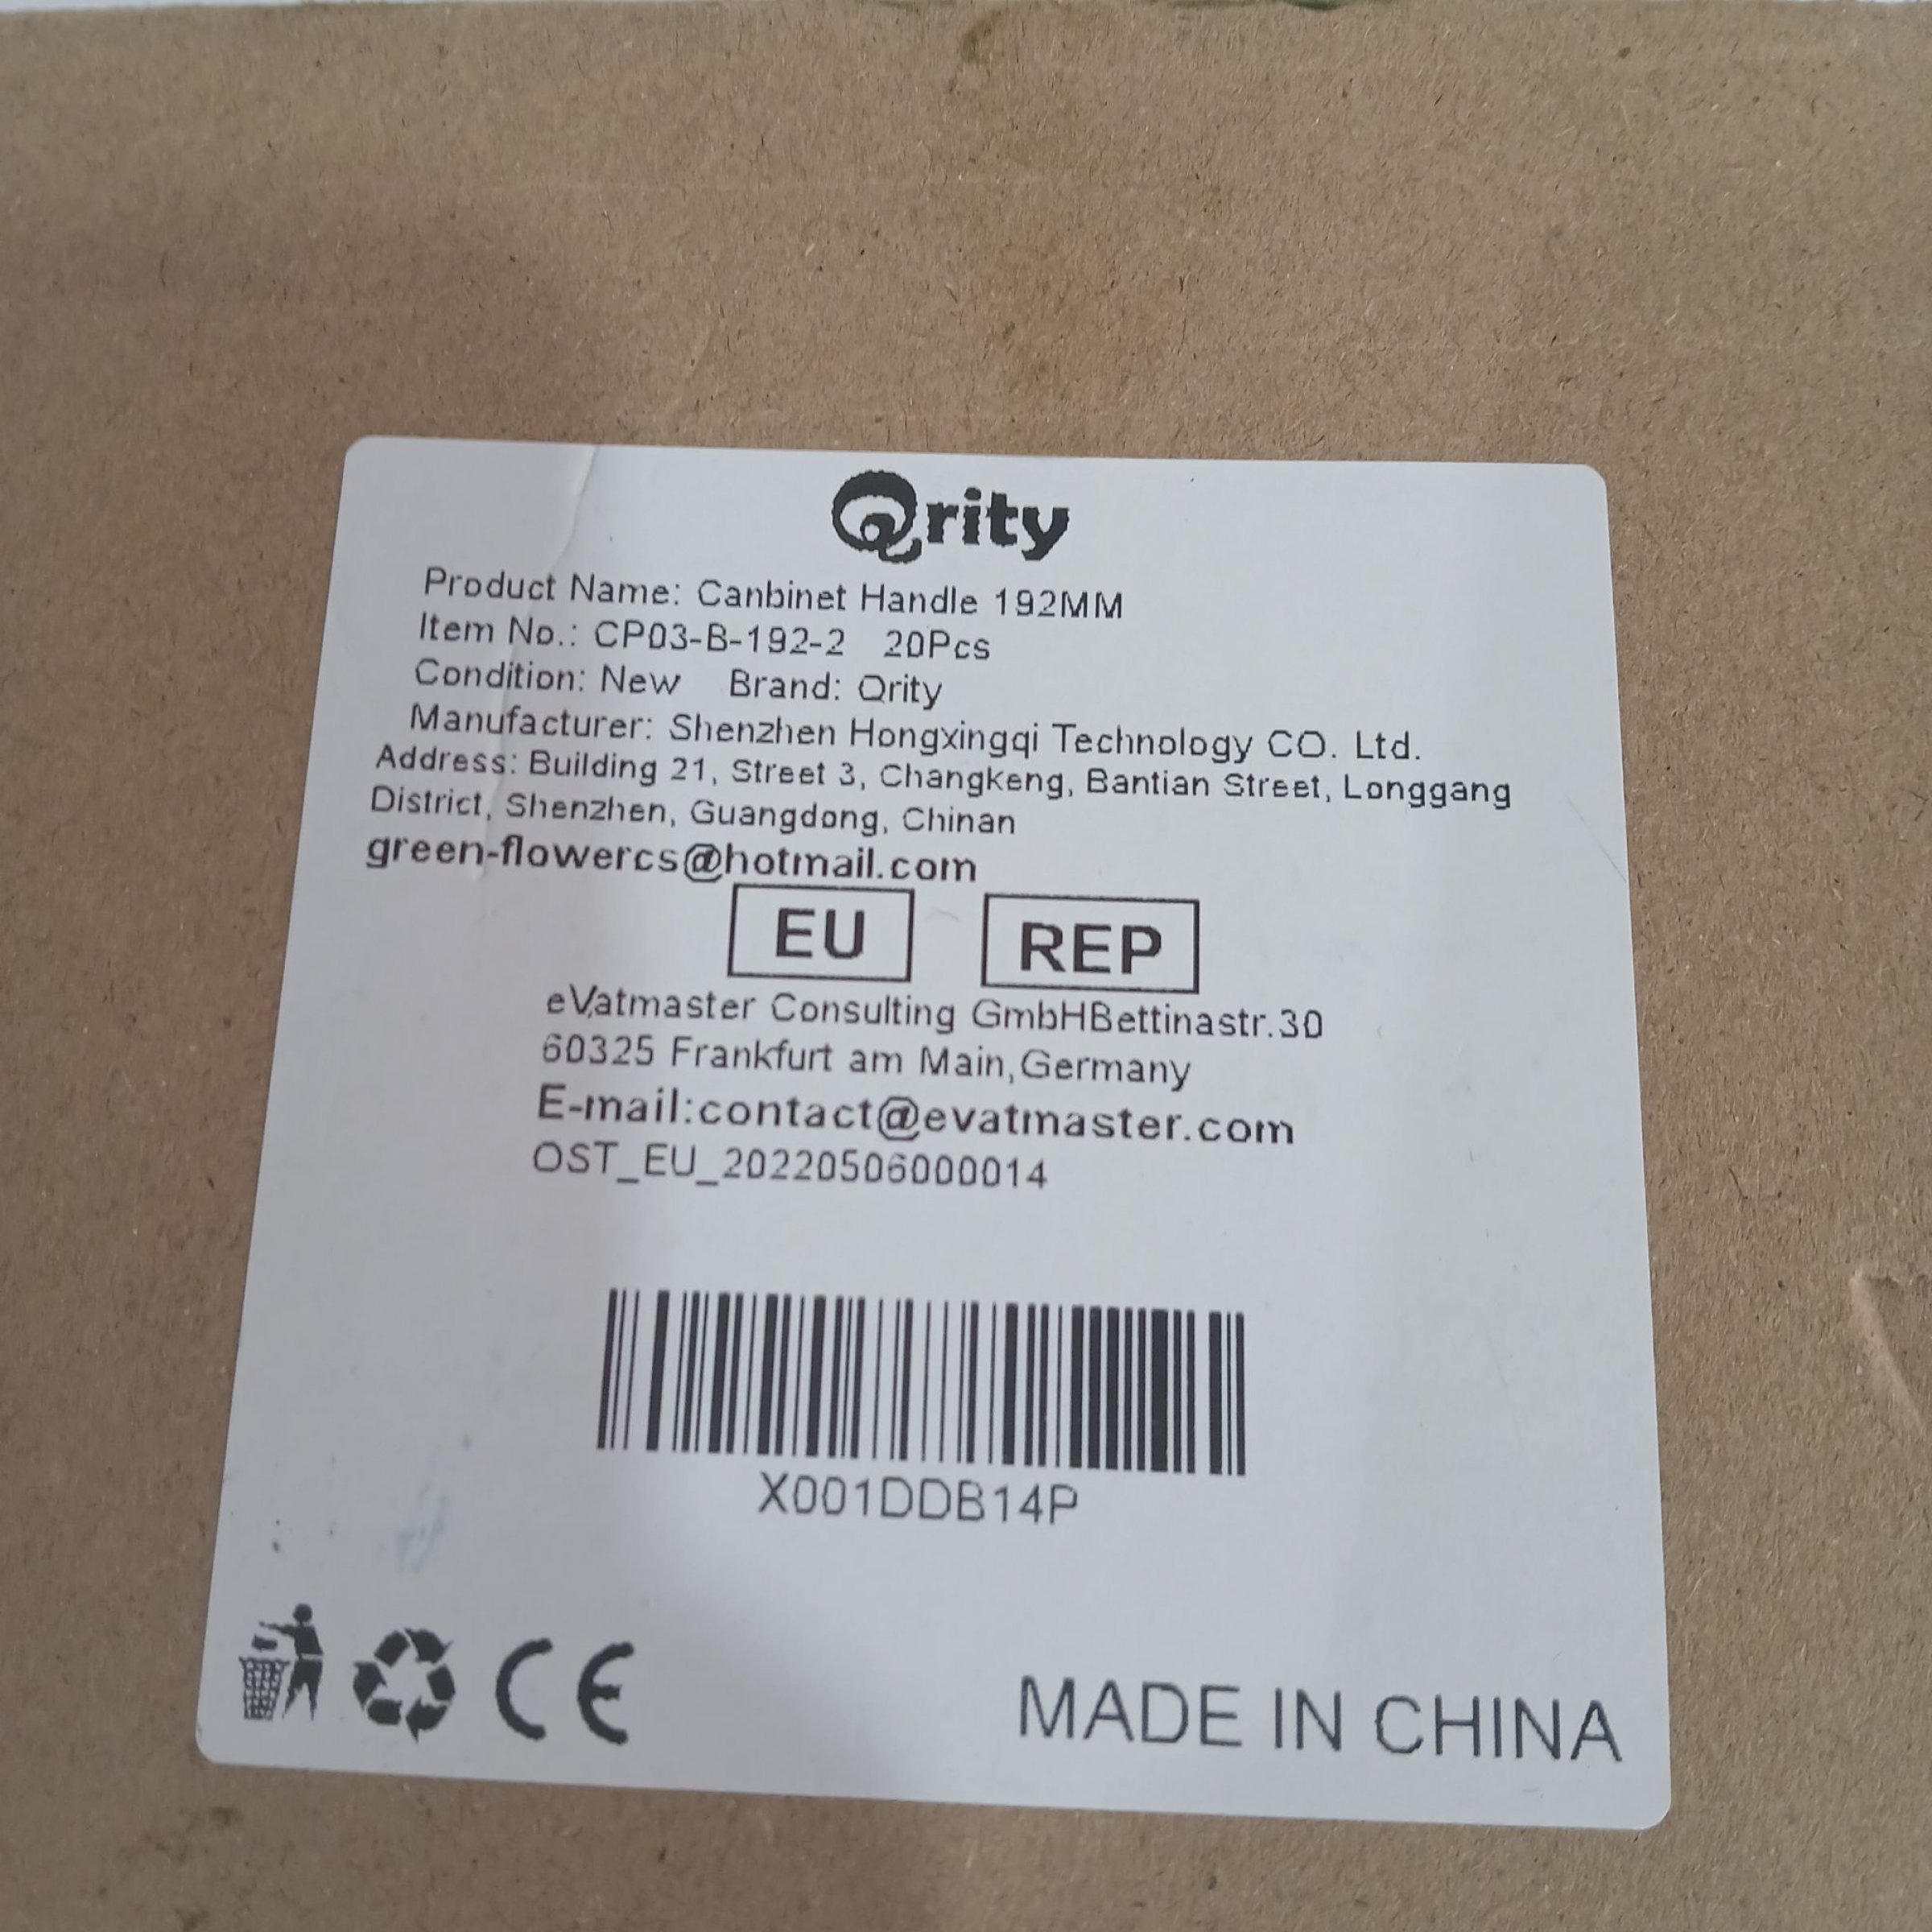 Qrity
Product Name: Canbinet Handle 192MM
Item No.: CP03-B-192-2 20Pcs
Condition: New Brand: Qrity
Manufacturer: Shenzhen Hongxingqi Technology CO. Ltd.
Address: Building 21, Street 3, Changkeng, Bantian Street, Longgang
District, Shenzhen, Guangdong, Chinan
green-flowercs@hotmail.com
EU REP
eVatmaster Consulting GmbHBettinastr.30
60325 Frankfurt am Main,Germany
E-mail:contact@evatmaster.com
OST_EU_20220506000014
X001DDB14P
CE
MADE IN CHINA